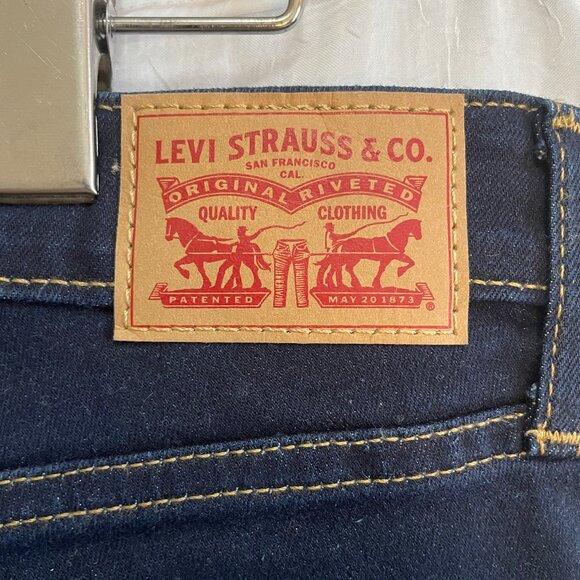 LEVI STRAUSS & CO.
SAN FRANCISCO
CAL.
ORIGINAL RIVETED
QUALITY CLOTHING
PATENTED MAY 20 1873
®